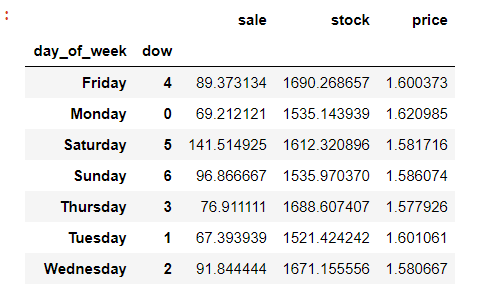 :
sale stock price
day_of_week dow
Friday 4 89.373134 1690.268657 1.600373
Monday 0 69.212121 1535.143939 1.620985
Saturday 5 141.514925 1612.320896 1.581716
Sunday 6 96.866667 1535.970370 1.586074
Thursday 3 76.911111 1688.607407 1.577926
Tuesday 1 67.393939 1521.424242 1.601061
Wednesday 2 91.844444 1671.155556 1.580667